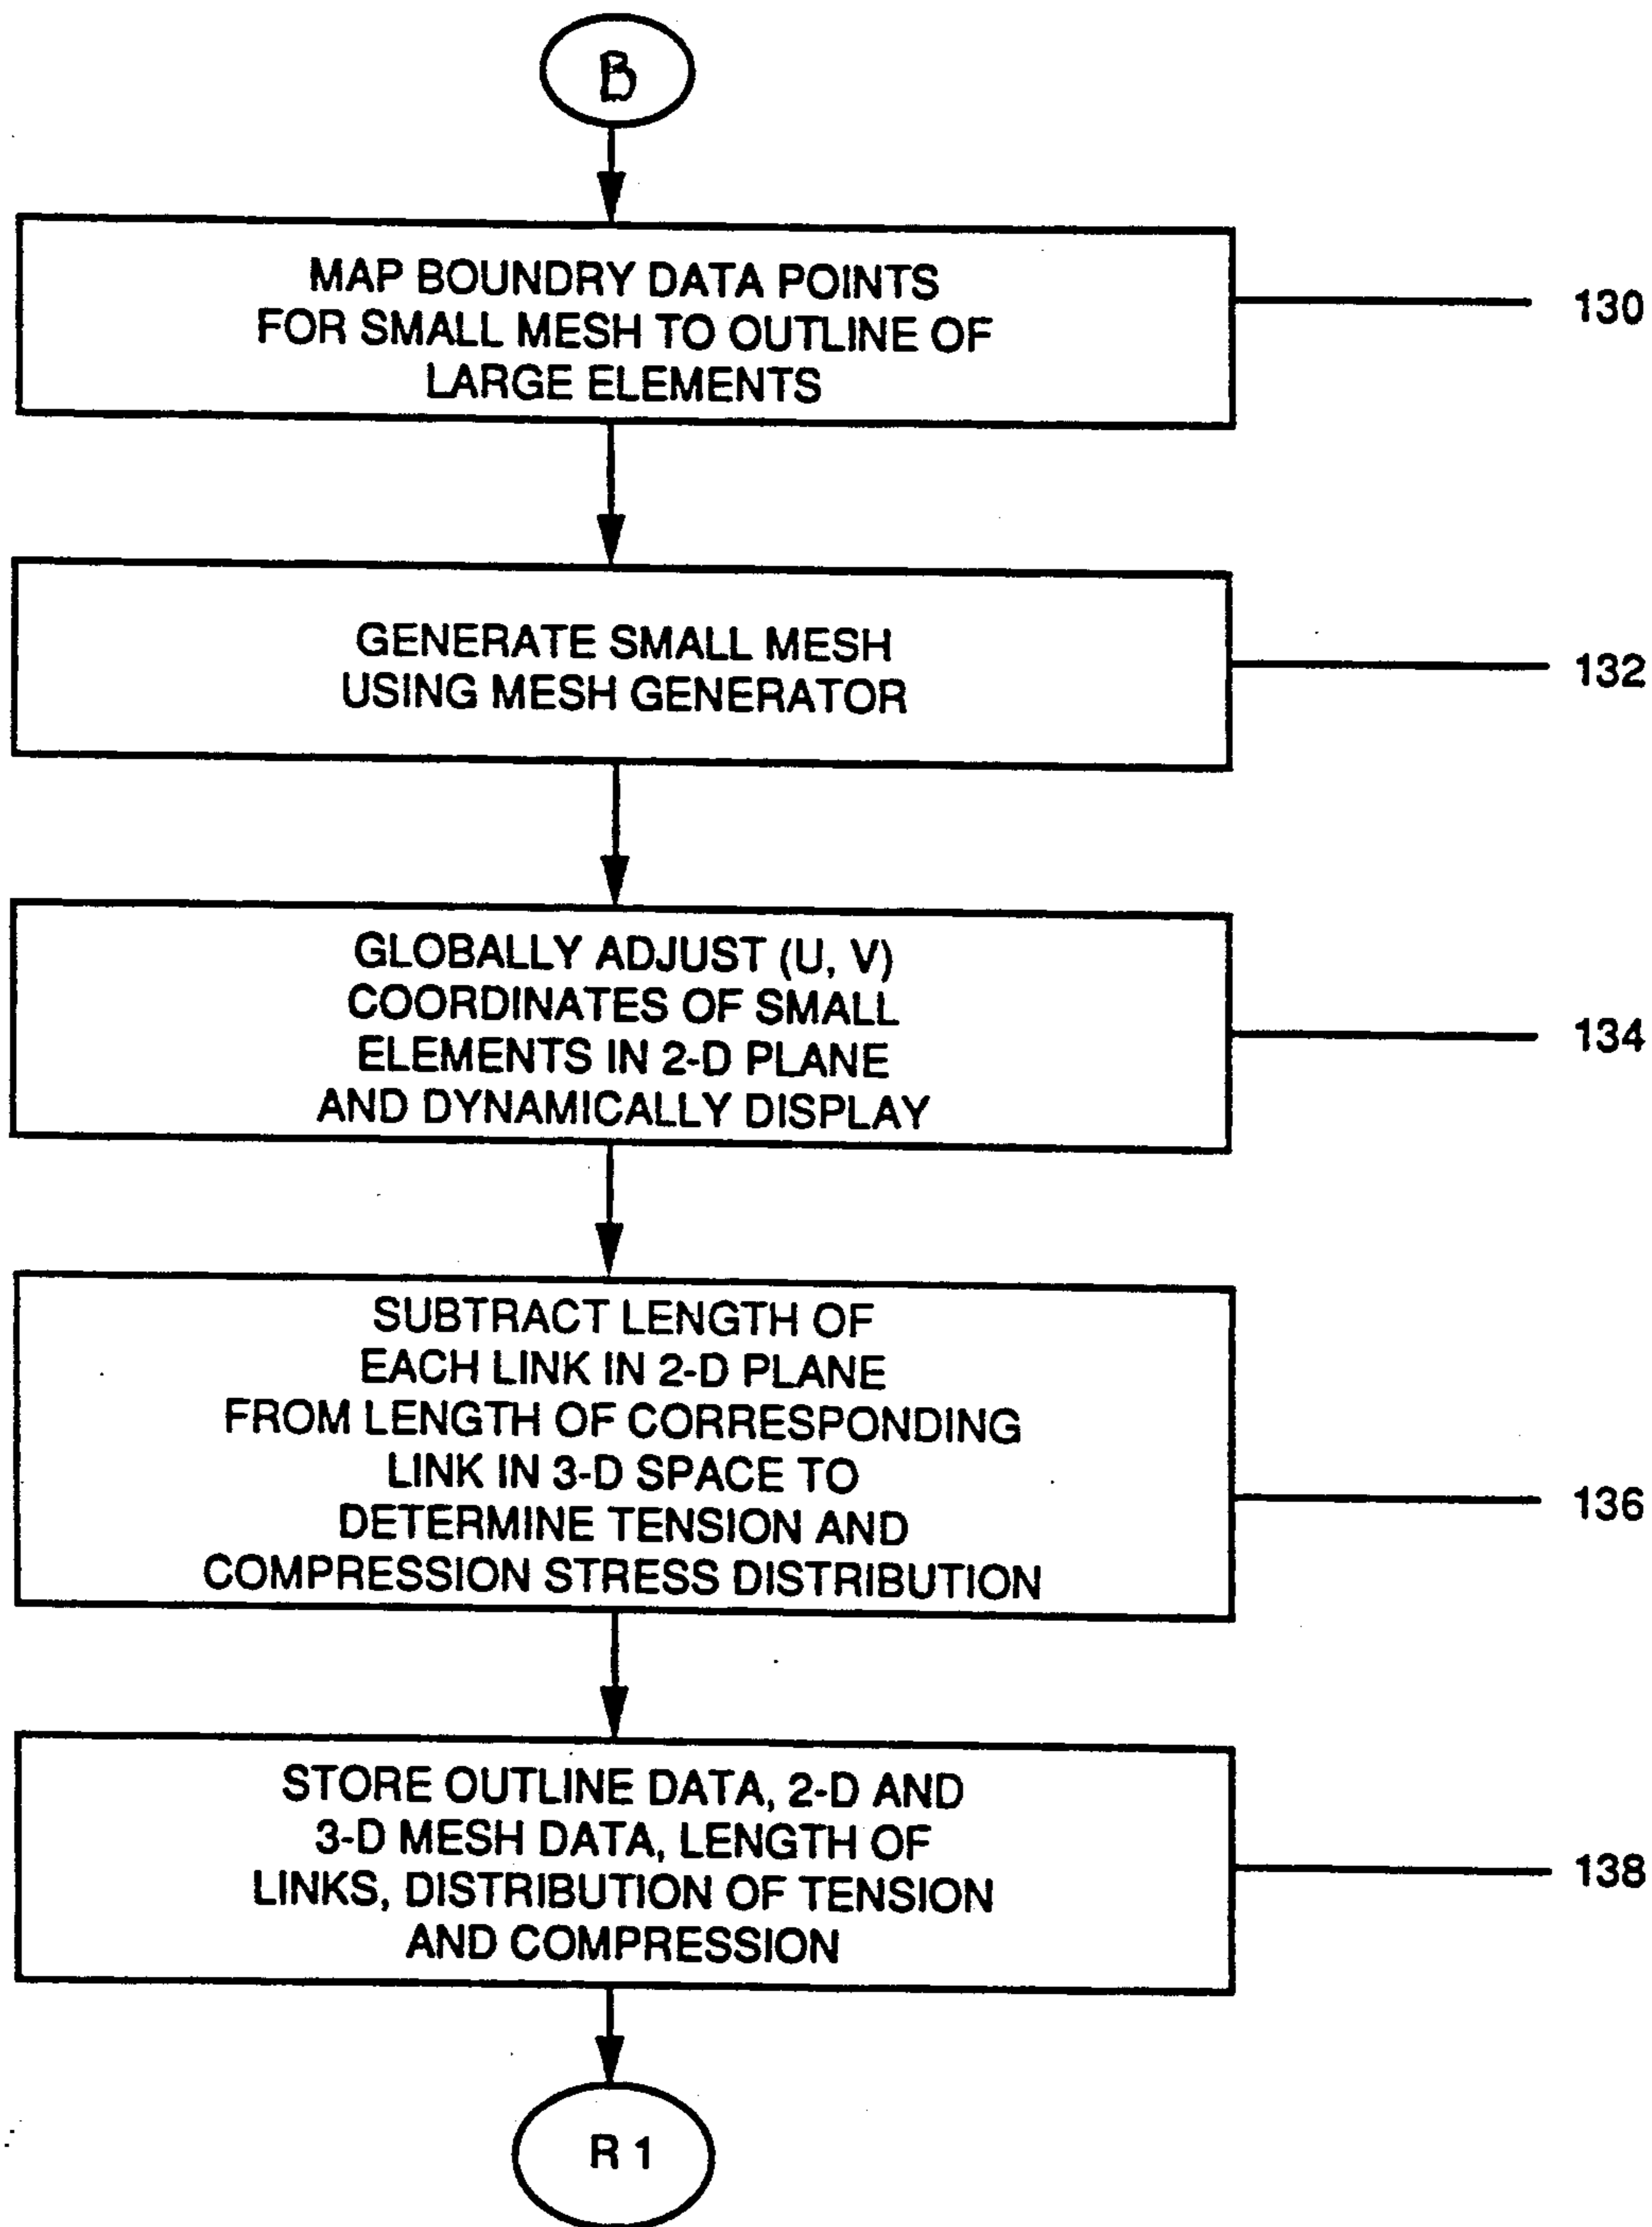 B
MAP BOUNDRY DATA POINTS
FOR SMALL MESH TO OUTLINE OF
LARGE ELEMENTS
130
GENERATE SMALL MESH
USING MESH GENERATOR
132
GLOBALLY ADJUST (U, V)
COORDINATES OF SMALL
ELEMENTS IN 2-D PLANE
AND DYNAMICALLY DISPLAY
134
SUBTRACT LENGTH OF
EACH LINK IN 2-D PLANE
FROM LENGTH OF CORRESPONDING
LINK IN 3-D SPACE TO
DETERMINE TENSION AND
COMPRESSION STRESS DISTRIBUTION
136
STORE OUTLINE DATA, 2-D AND
3-D MESH DATA, LENGTH OF
LINKS, DISTRIBUTION OF TENSION
AND COMPRESSION
138
R 1